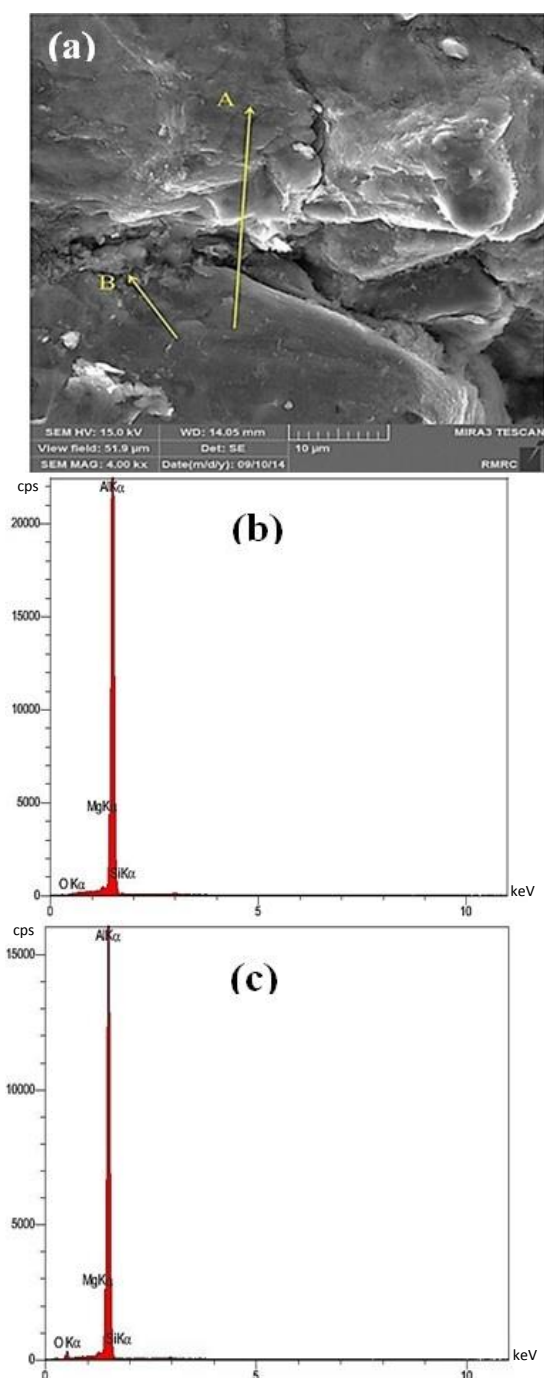 (a)
A
B
SEM HV: 15.0 kV WD: 14.05 mm MIRA3 TESCAN
View field: 51.9 µm Det: SE 10 µm
SEM MAG: 4.00 kx Date(m/d/y): 09/10/14 RMRC
cps
AlKα
(b)
20000
15000
10000
5000
MgKα
SiKα
OKα
0
0 5 10 keV
cps
AlKα
(c)
15000
10000
5000
MgKα
SiKα
OKα
0
0 5 10 keV